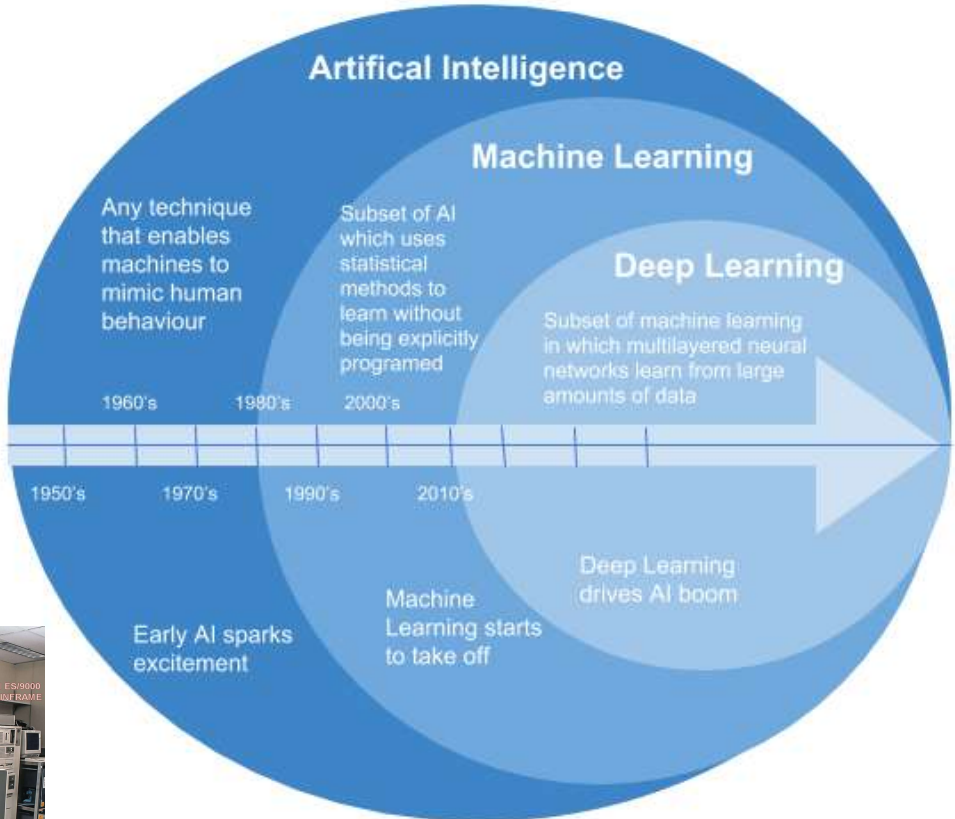 Artifical Intelligence
Machine Learning
Deep Learning
Any technique
that enables
machines to
mimic human
behaviour
Subset of AI
which uses
statistical
methods to
learn without
being explicitly
programed
Subset of machine learning
in which multilayered neural
networks learn from large
amounts of data
1960's
1980's
2000's
1950's
1970's
1990's
2010's
Early AI sparks
excitement
Machine
Learning starts
to take off
Deep Learning
drives AI boom
ES/9000
INFRAME